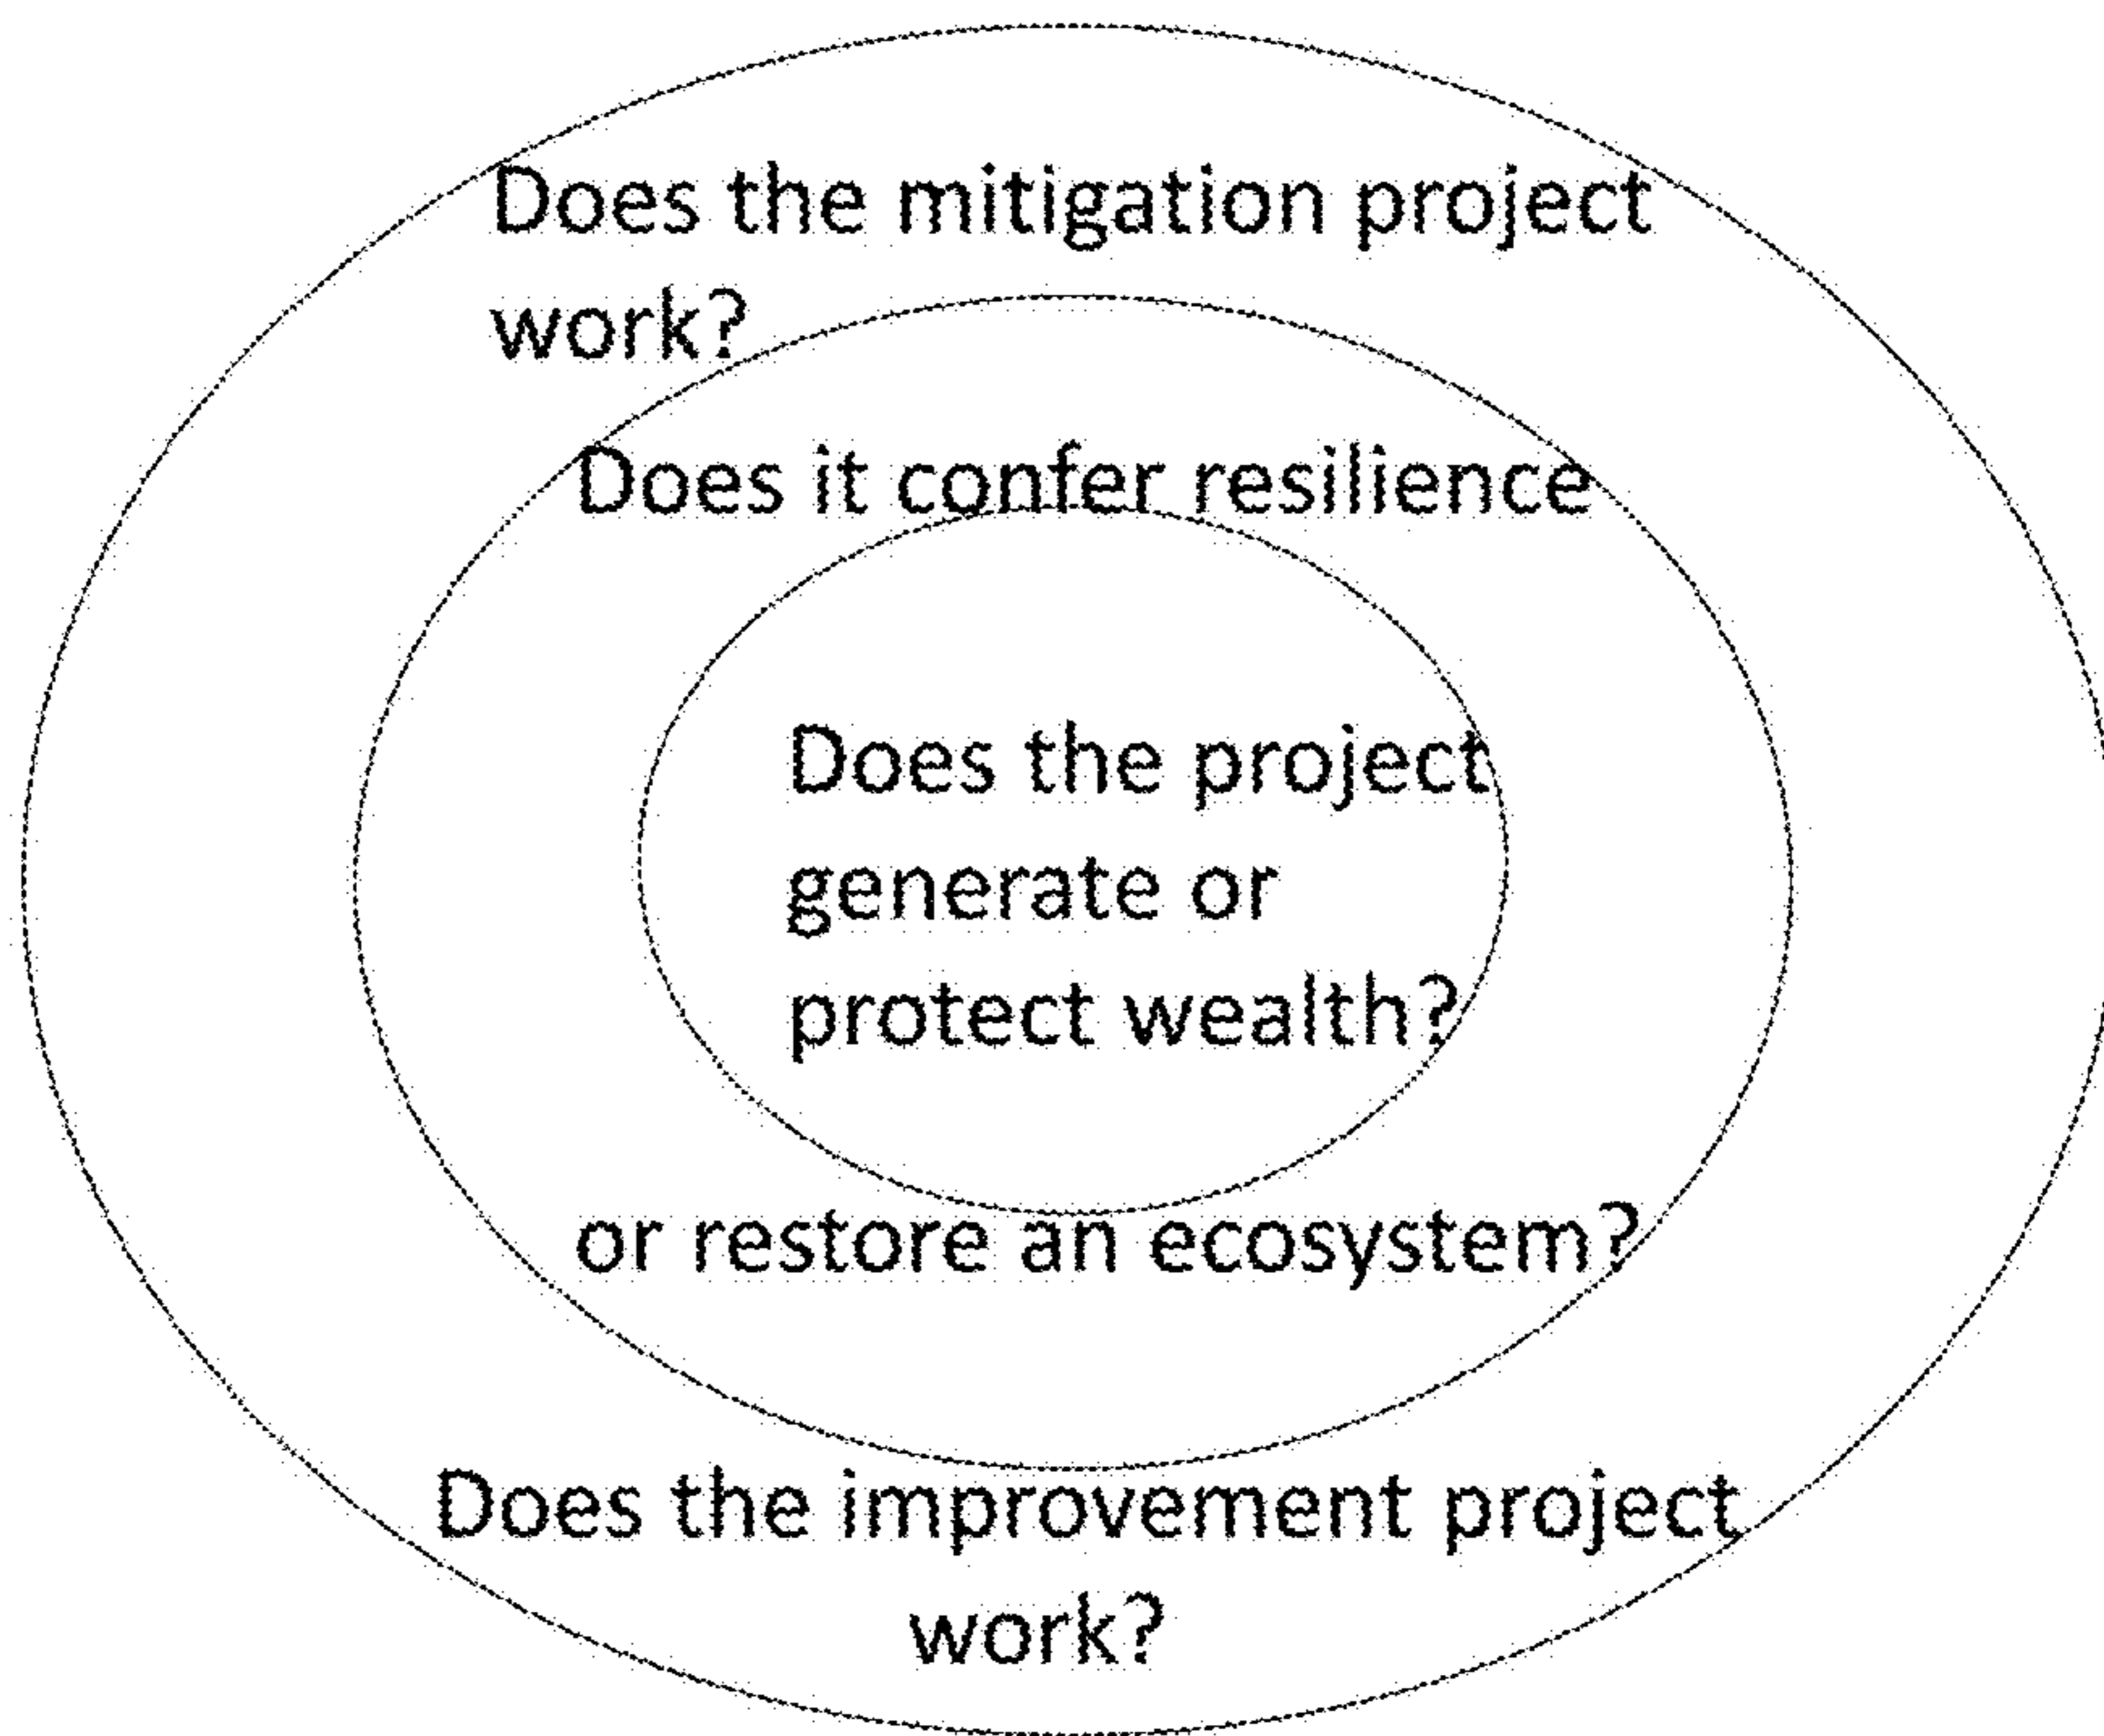 Does the mitigation project
work?
Does it confer resilience
Does the project
generate or
protect wealth?
or restore an ecosystem?
Does the improvement project
work?